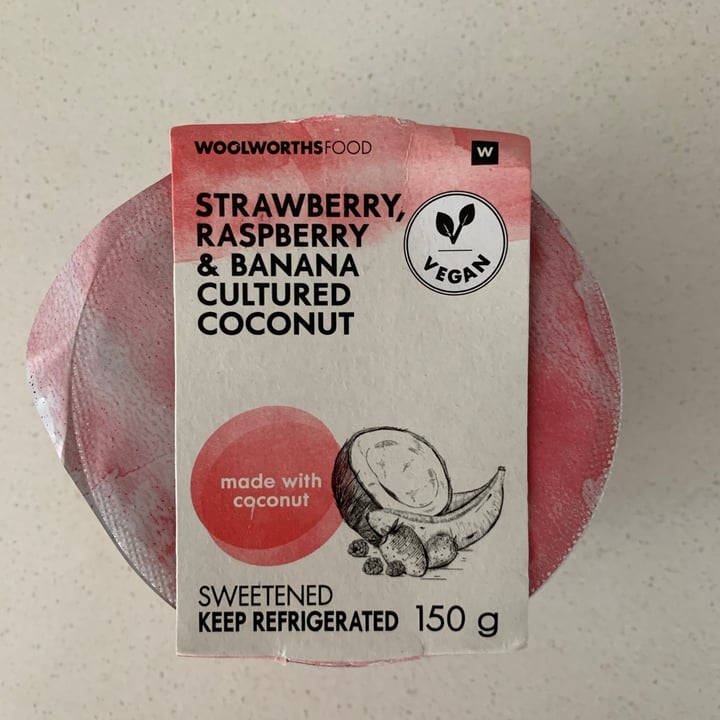 WOOLWORTHSFOOD
W
STRAWBERRY,
RASPBERRY
& BANANA
CULTURED
COCONUT
VEGAN
made with
coconut
SWEETENED
KEEP REFRIGERATED 150 g